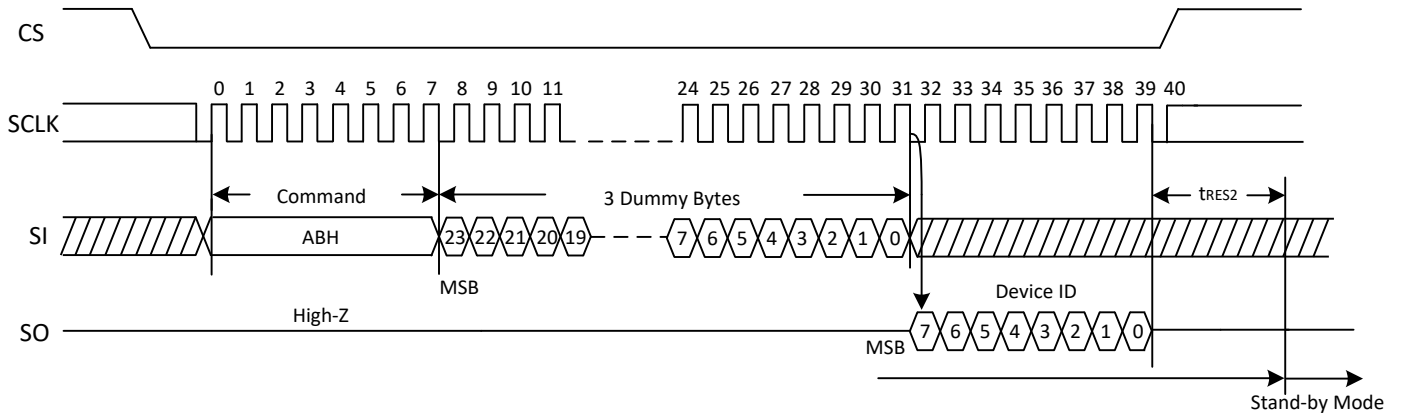 CS
0 1 2 3 4 5 6 7 8 9 10 11 24 25 26 27 28 29 30 31 32 33 34 35 36 37 38 39 40
SCLK
Command 3 Dummy Bytes tRES2
SI ABH 23 22 21 20 19 7 6 5 4 3 2 1 0
MSB Device ID
High-Z
SO 7 6 5 4 3 2 1 0
MSB
Stand-by Mode